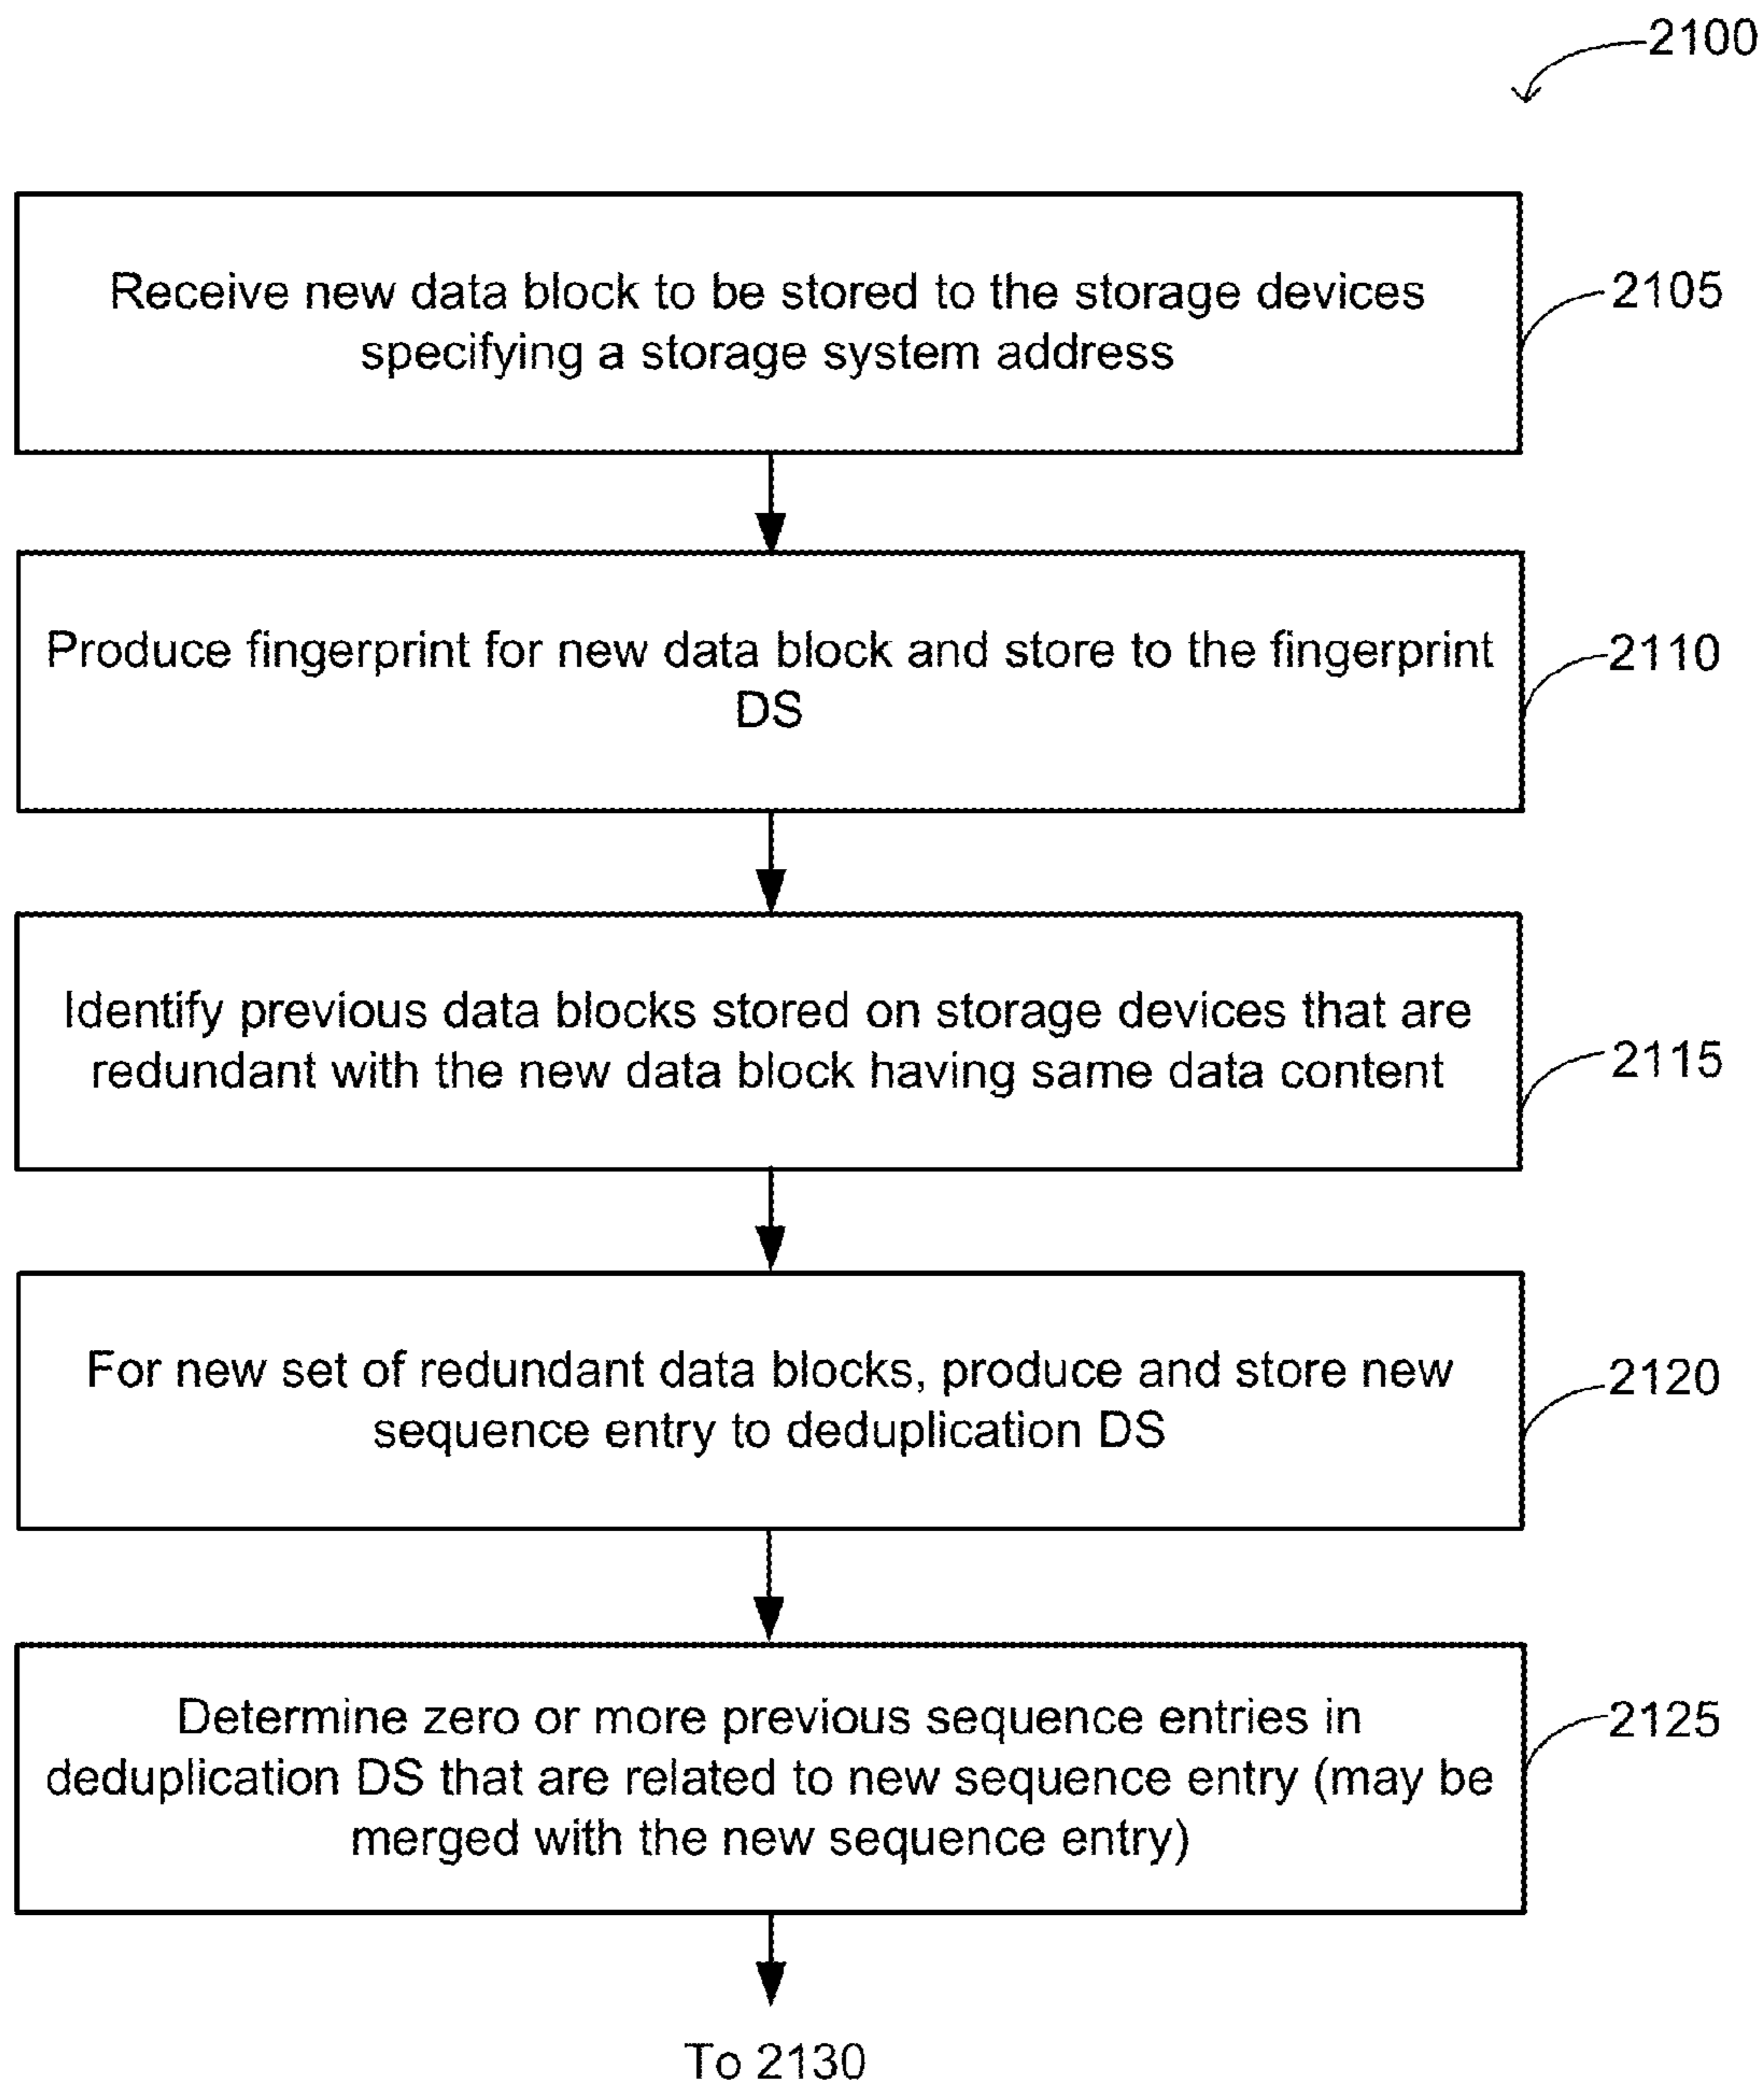 2100
Receive new data block to be stored to the storage devices
specifying a storage system address
2105
Produce fingerprint for new data block and store to the fingerprint
DS
2110
Identify previous data blocks stored on storage devices that are
redundant with the new data block having same data content
2115
For new set of redundant data blocks, produce and store new
sequence entry to deduplication DS
2120
Determine zero or more previous sequence entries in
deduplication DS that are related to new sequence entry (may be
merged with the new sequence entry)
2125
To 2130